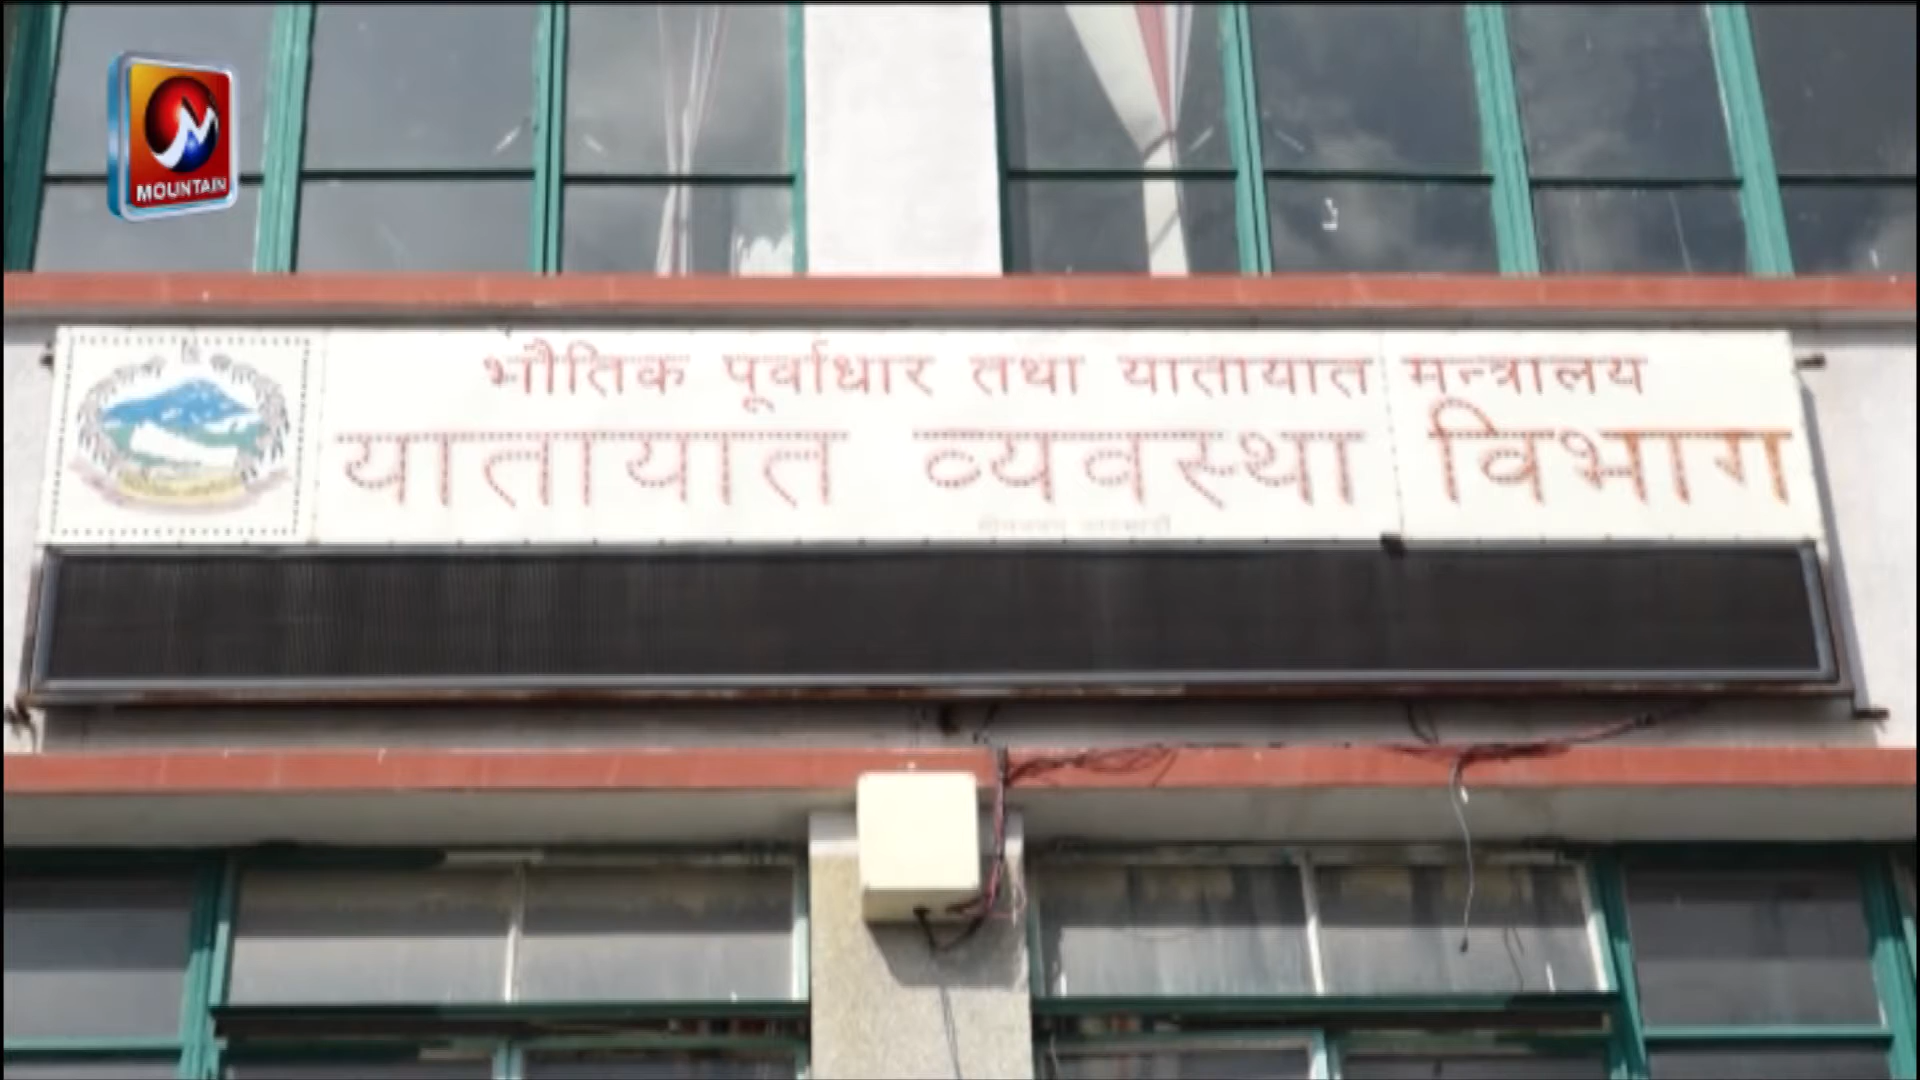 MOUNTAIN
भौतिक पूर्वाधार तथा यातायात मन्त्रालय
यातायात व्यवस्था विभाग